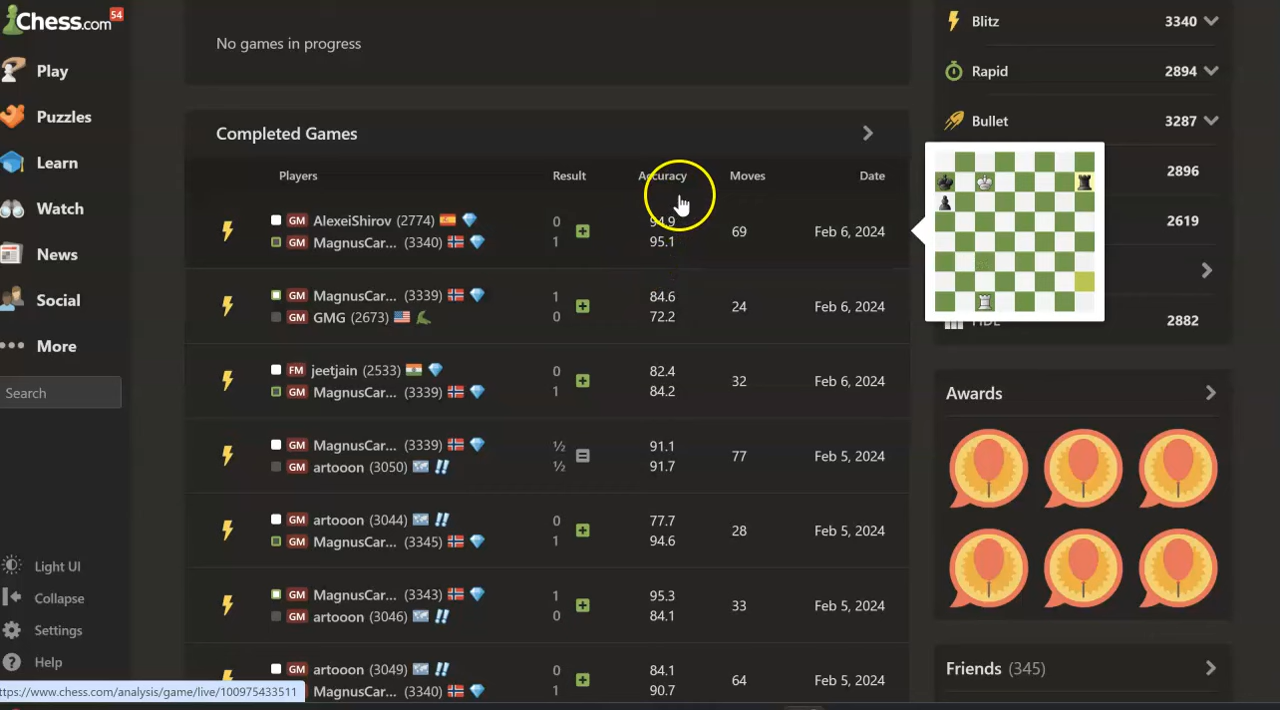 Chess.com 54
Play
Puzzles
Learn
Watch
News
Social
More
Search
Light UI
Collapse
Settings
Help
ttps://www.chess.com/analysis/game/live/100975433511
No games in progress
Completed Games
Players Result Accuracy Moves Date
GM AlexeiShirov (2774) 0 94.9
GM MagnusCar... (3340) 1 95.1
69 Feb 6, 2024
GM MagnusCar... (3339) 1 84.6
GM GMG (2673) 0 72.2
24 Feb 6, 2024
FM jeetjain (2533) 0 82.4
GM MagnusCar... (3339) 1 84.2
32 Feb 6, 2024
GM MagnusCar... (3339) ½ 91.1
GM artooon (3050) !! ½ 91.7
77 Feb 5, 2024
GM artooon (3044) !! 0 77.7
GM MagnusCar... (3345) 1 94.6
28 Feb 5, 2024
GM MagnusCar... (3343) 1 95.3
GM artooon (3046) !! 0 84.1
33 Feb 5, 2024
GM artooon (3049) !! 0 84.1
MagnusCar... (3340) 1 90.7
64 Feb 5, 2024
Blitz 3340
Rapid 2894
Bullet 3287
2896
2619
2882
Awards
Friends (345)